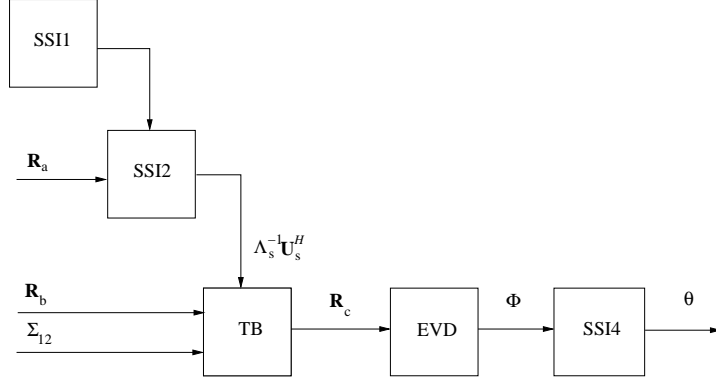 SSI1
R_a
SSI2
Λ_s^{-1} U_s^H
R_b
Σ_12
TB
R_c
EVD
Φ
SSI4
θ